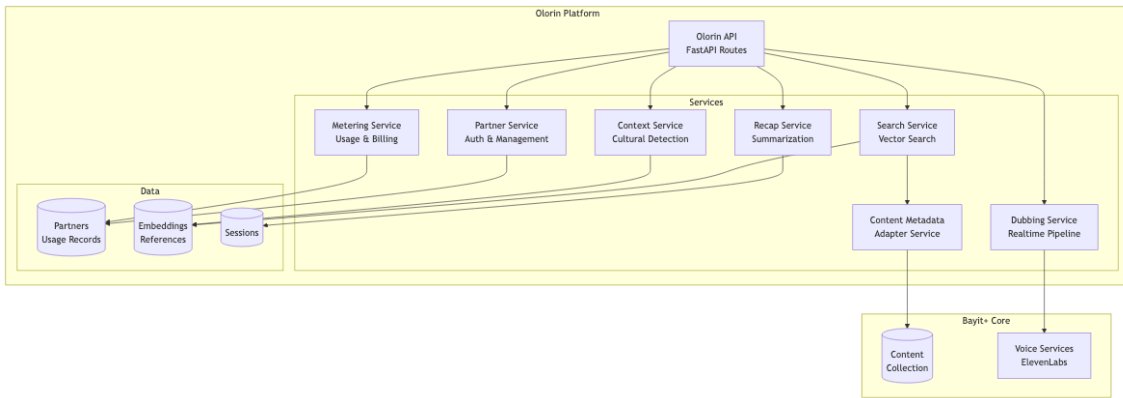 Olorin Platform
Olorin API
FastAPI Routes
Services
Metering Service
Usage & Billing
Partner Service
Auth & Management
Context Service
Cultural Detection
Recap Service
Summarization
Search Service
Vector Search
Data
Partners
Usage Records
Embeddings
References
Sessions
Content Metadata
Adapter Service
Dubbing Service
Realtime Pipeline
Bayit+ Core
Content
Collection
Voice Services
ElevenLabs